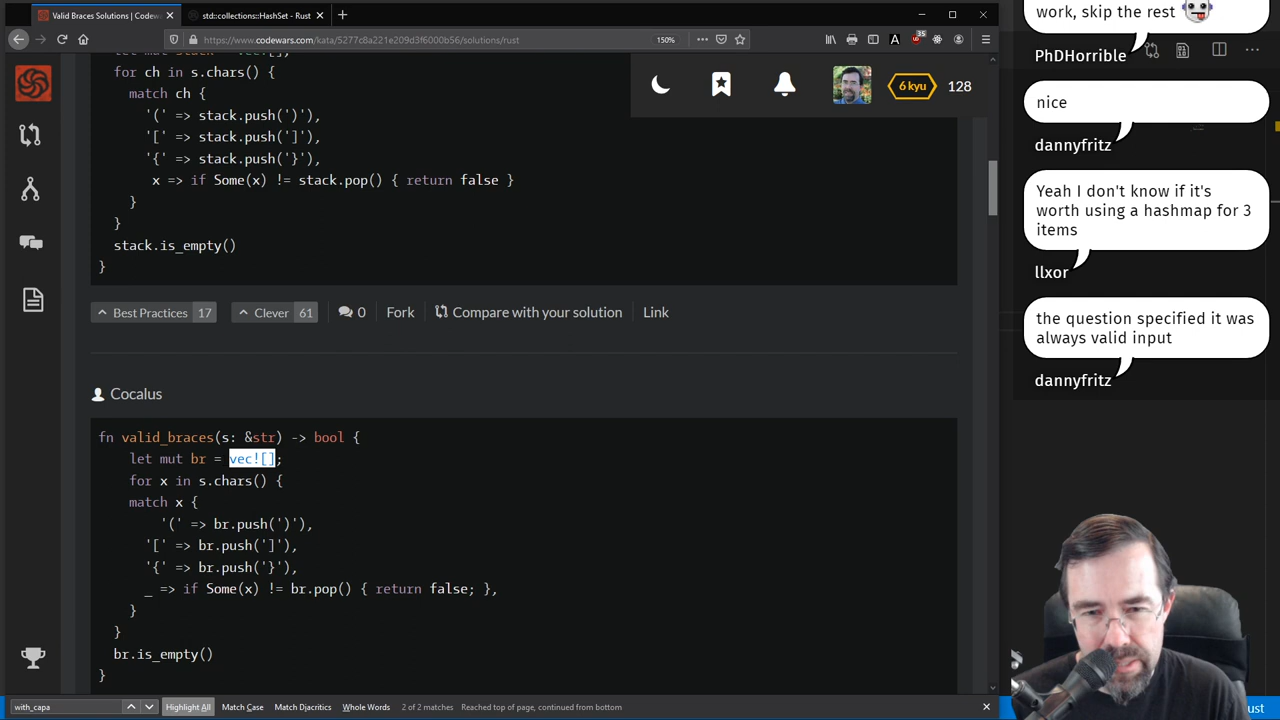 Valid Braces Solutions | Codew
std::collections::HashSet - Rust
https://www.codewars.com/kata/5277c8a221e209d3f6000b56/solutions/rust
150%
35
for ch in s.chars() {
match ch {
'(' => stack.push(')'),
'[' => stack.push(']'),
'{' => stack.push('}'),
x => if Some(x) != stack.pop() { return false }
}
}
stack.is_empty()
}
6 kyu
128
Best Practices 17
Clever 61
0
Fork
Compare with your solution
Link
Cocalus
fn valid_braces(s: &str) -> bool {
let mut br = vec![];
for x in s.chars() {
match x {
'(' => br.push(')'),
'[' => br.push(']'),
'{' => br.push('}'),
_ => if Some(x) != br.pop() { return false; },
}
}
br.is_empty()
}
with_capa
Highlight All
Match Case
Match Diacritics
Whole Words
2 of 2 matches
Reached top of page, continued from bottom
work, skip the rest
PhDHorrible
nice
dannyfritz
Yeah I don't know if it's
worth using a hashmap for 3
items
llxor
the question specified it was
always valid input
dannyfritz
ust